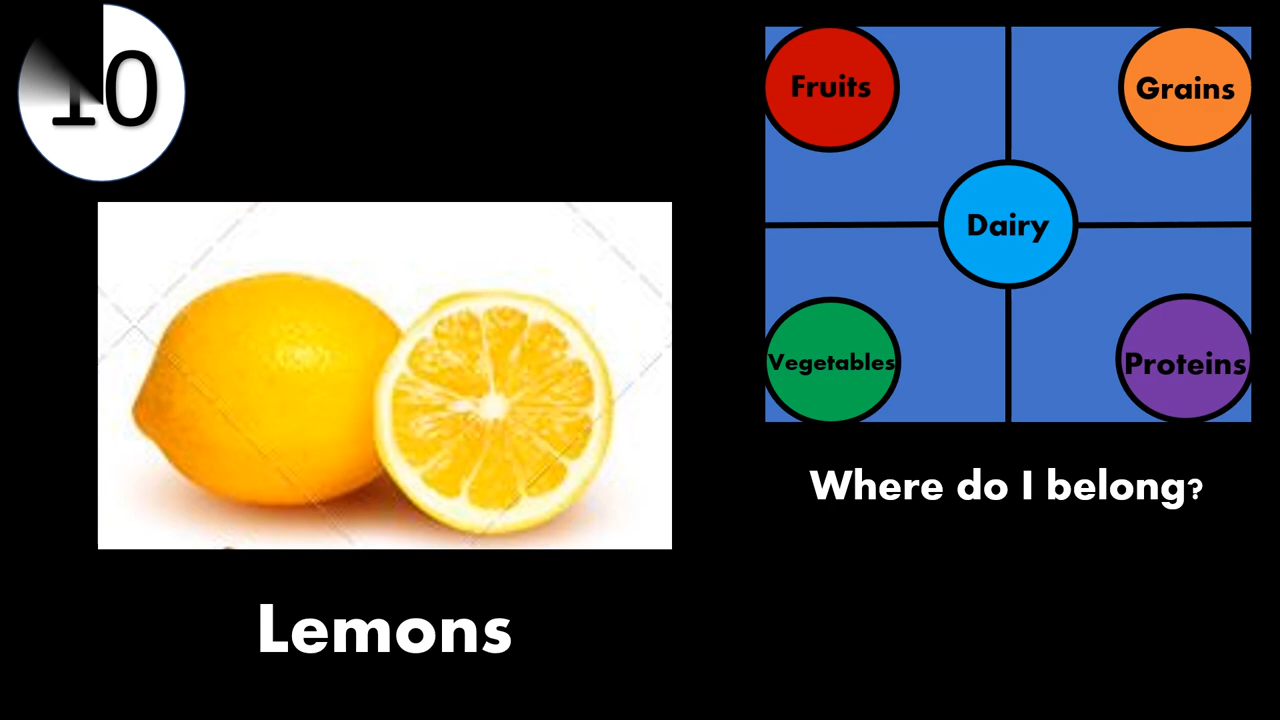 10
Fruits
Grains
Dairy
Vegetables
Proteins
Where do I belong?
Lemons